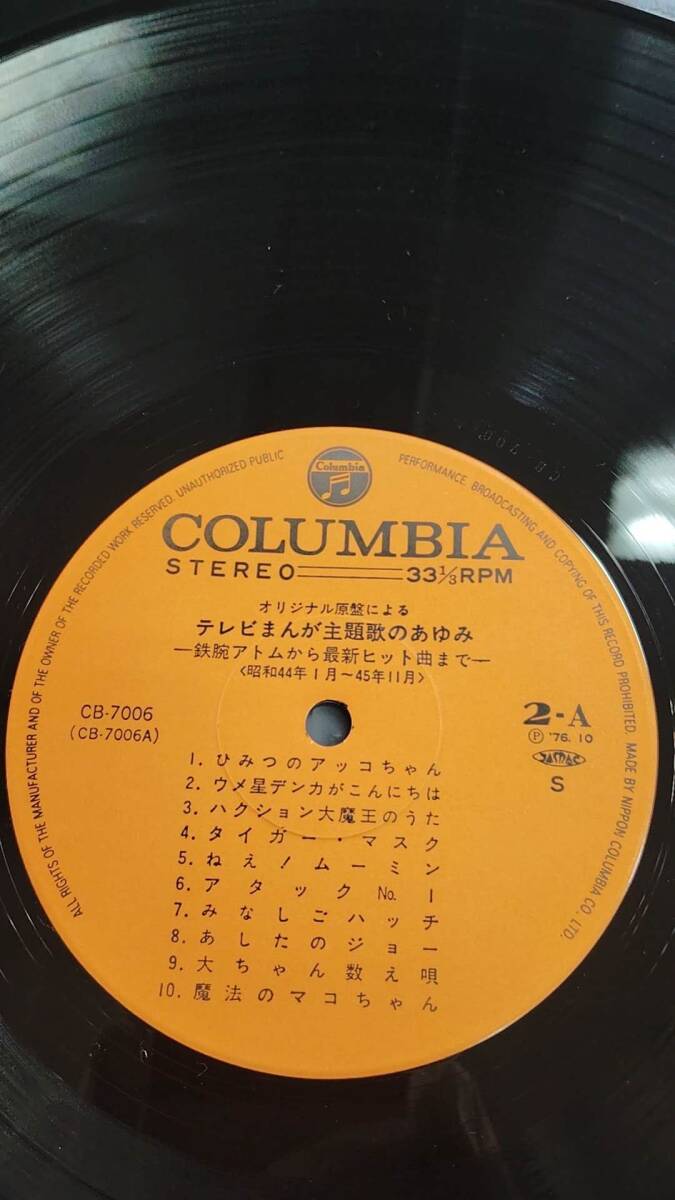 ALL RIGHTS OF THE MANUFACTURER AND OF THE OWNER OF THE RECORDED WORK RESERVED. UNAUTHORIZED PUBLIC PERFORMANCE, BROADCASTING AND COPYING OF THIS RECORD PROHIBITED. MADE BY NIPPON COLUMBIA CO., LTD.
Columbia
COLUMBIA
STEREO 33 1/3 RPM
オリジナル原盤による
テレビまんが主題歌のあゆみ
—鉄腕アトムから最新ヒット曲まで—
〈昭和44年1月〜45年11月〉
CB-7006
(CB-7006A)
2-A
Ⓟ '76. 10
JASRAC
S
1. ひみつのアッコちゃん
2. ウメ星デンカがこんにちは
3. ハクション大魔王のうた
4. タイガー・マスク
5. ねえ！ムーミン
6. アタックNo. 1
7. みなしごハッチ
8. あしたのジョー
9. 大ちゃん数え唄
10. 魔法のマコちゃん